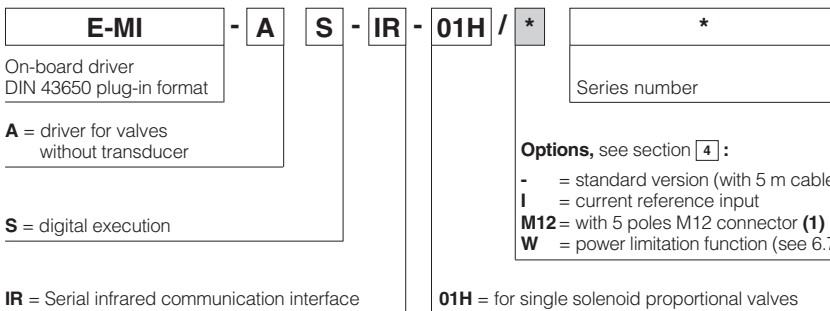 E-MI - A S - IR - 01H / * *
On-board driver
DIN 43650 plug-in format
Series number
A = driver for valves
without transducer
Options, see section 4 :
- = standard version (with 5 m cable
I = current reference input
M12 = with 5 poles M12 connector (1)
W = power limitation function (see 6.7
S = digital execution
IR = Serial infrared communication interface
01H = for single solenoid proportional valves